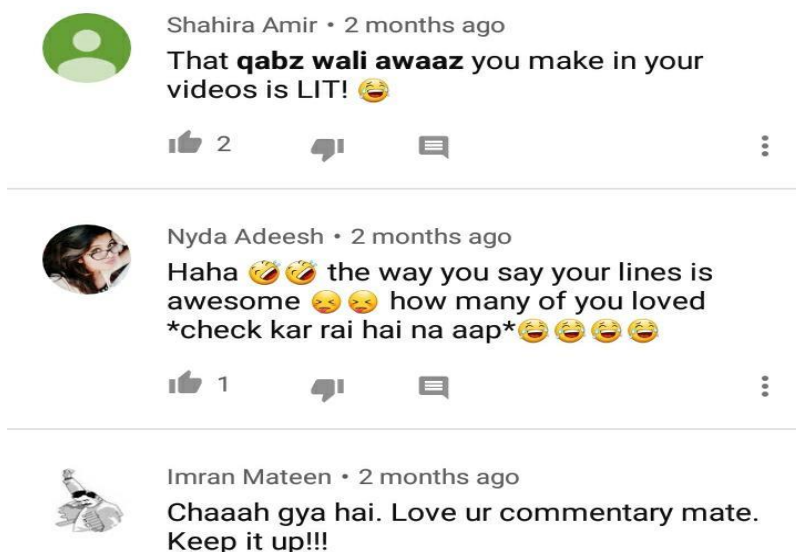 Shahira Amir • 2 months ago
That qabz wali awaaz you make in your
videos is LIT! 😂
2
Nyda Adeesh • 2 months ago
Haha 🤣 🤣 the way you say your lines is
awesome 😝 😝 how many of you loved
*check kar rai hai na aap*😂 😂 😂 😂
1
Imran Mateen • 2 months ago
Chaaah gya hai. Love ur commentary mate.
Keep it up!!!